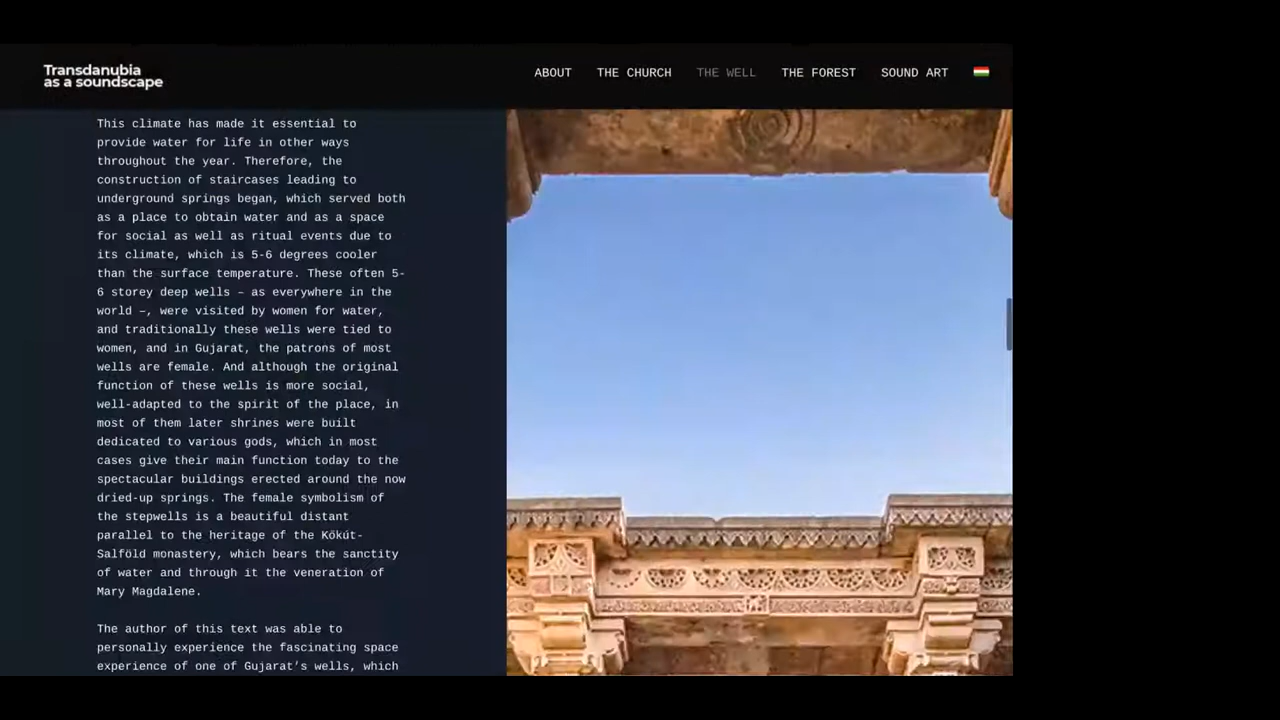 Transdanubia
as a soundscape
ABOUT THE CHURCH THE WELL THE FOREST SOUND ART
This climate has made it essential to
provide water for life in other ways
throughout the year. Therefore, the
construction of staircases leading to
underground springs began, which served both
as a place to obtain water and as a space
for social as well as ritual events due to
its climate, which is 5-6 degrees cooler
than the surface temperature. These often 5-
6 storey deep wells – as everywhere in the
world –, were visited by women for water,
and traditionally these wells were tied to
women, and in Gujarat, the patrons of most
wells are female. And although the original
function of these wells is more social,
well-adapted to the spirit of the place, in
most of them later shrines were built
dedicated to various gods, which in most
cases give their main function today to the
spectacular buildings erected around the now
dried-up springs. The female symbolism of
the stepwells is a beautiful distant
parallel to the heritage of the Kőkút-
Salföld monastery, which bears the sanctity
of water and through it the veneration of
Mary Magdalene.
The author of this text was able to
personally experience the fascinating space
experience of one of Gujarat’s wells, which